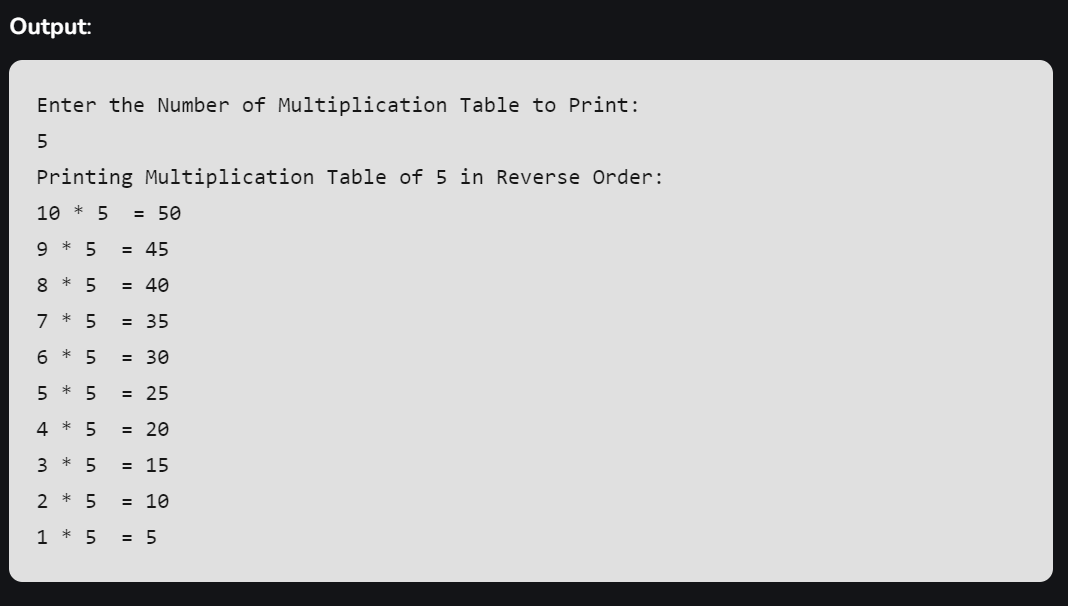 Output:
Enter the Number of Multiplication Table to Print:
5
Printing Multiplication Table of 5 in Reverse Order:
10 * 5  = 50
9 * 5  = 45
8 * 5  = 40
7 * 5  = 35
6 * 5  = 30
5 * 5  = 25
4 * 5  = 20
3 * 5  = 15
2 * 5  = 10
1 * 5  = 5